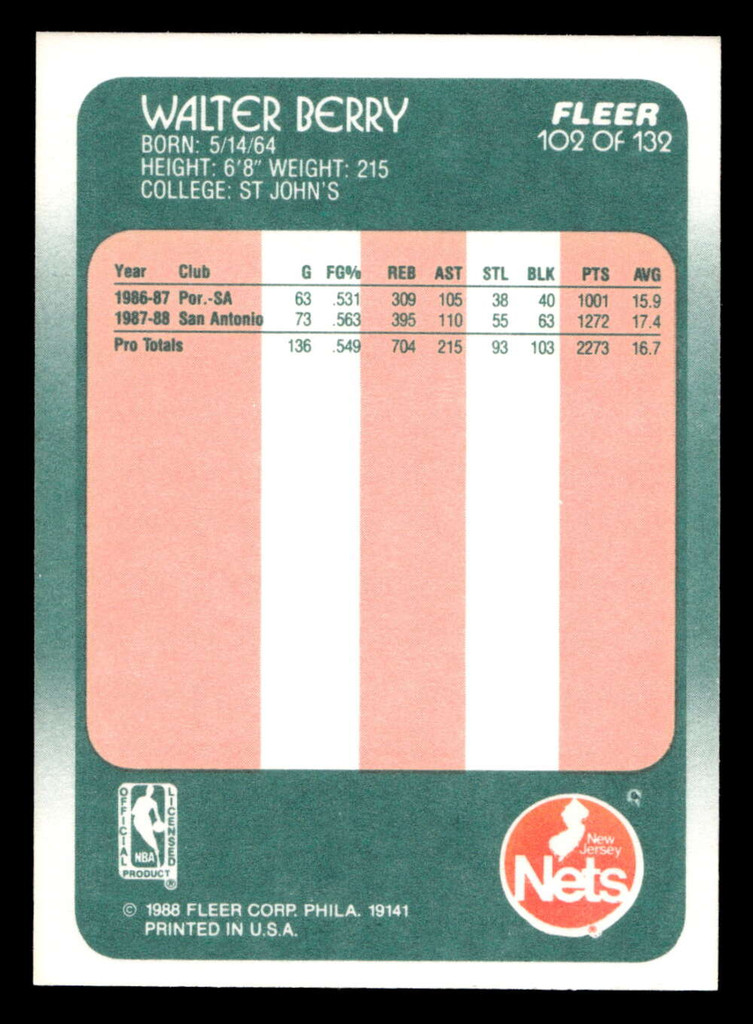 WALTER BERRY
BORN: 5/14/64
HEIGHT: 6'8" WEIGHT: 215
COLLEGE: ST JOHN'S
FLEER
102 OF 132
Year Club G FG% REB AST STL BLK PTS AVG
1986-87 Por.-SA 63 .531 309 105 38 40 1001 15.9
1987-88 San Antonio 73 .563 395 110 55 63 1272 17.4
Pro Totals 136 .549 704 215 93 103 2273 16.7
OFFICIAL
LICENSED
NBA
PRODUCT ®
New
Jersey
Nets
®
© 1988 FLEER CORP. PHILA. 19141
PRINTED IN U.S.A.